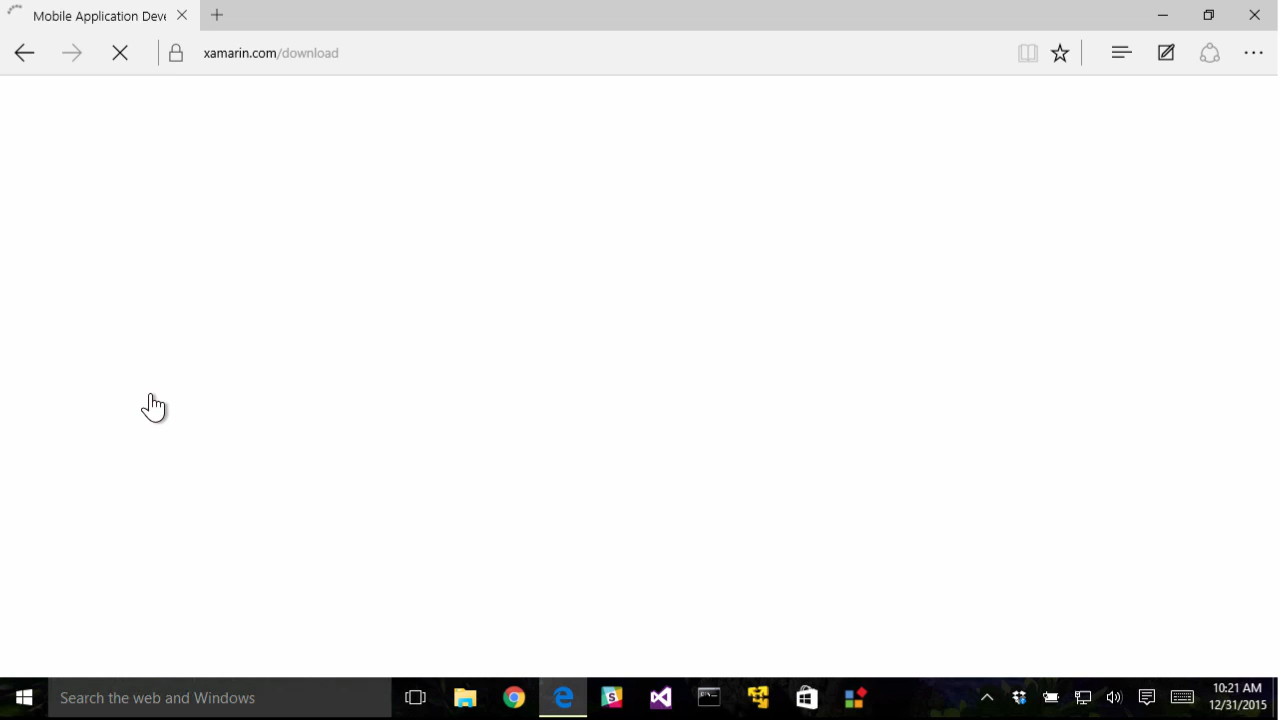 Mobile Application Deve
xamarin.com/download
Search the web and Windows
10:21 AM
12/31/2015